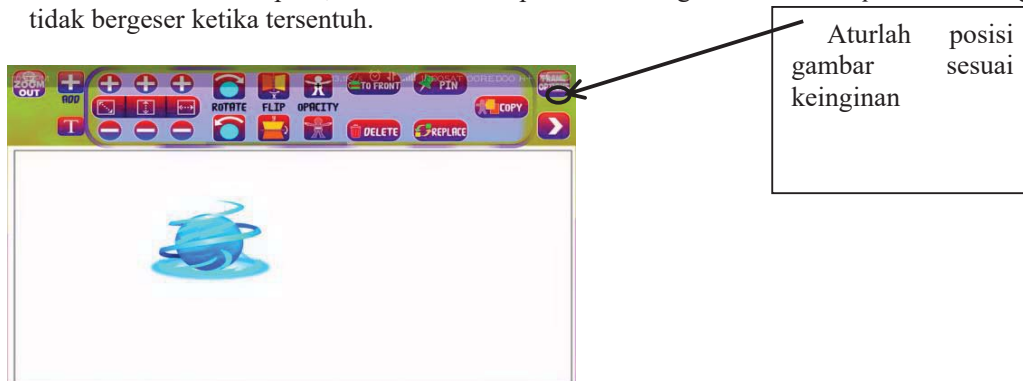 tidak bergeser ketika tersentuh.
Aturlah posisi
gambar sesuai
keinginan
ZOOM OUT
ADD
T
ROTATE FLIP OPACITY
TO FRONT PIN
COPY
DELETE REPLACE